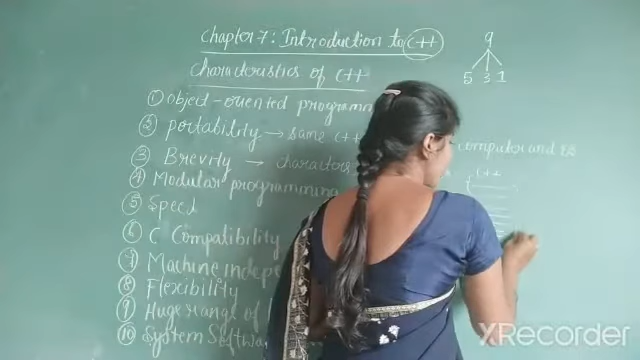 Chapter 7: Introduction to C++
9
5 3 1
Characteristics of C++
① Object-oriented programm
② portability → same C++ computer and
③ Brevity → charactors
C++
④ Modular programming
⑤ Speed
⑥ C Compatibility
⑦ Machine indep
⑧ Flexibility
⑨ Huge range of
⑩ System Softwa
XRecorder